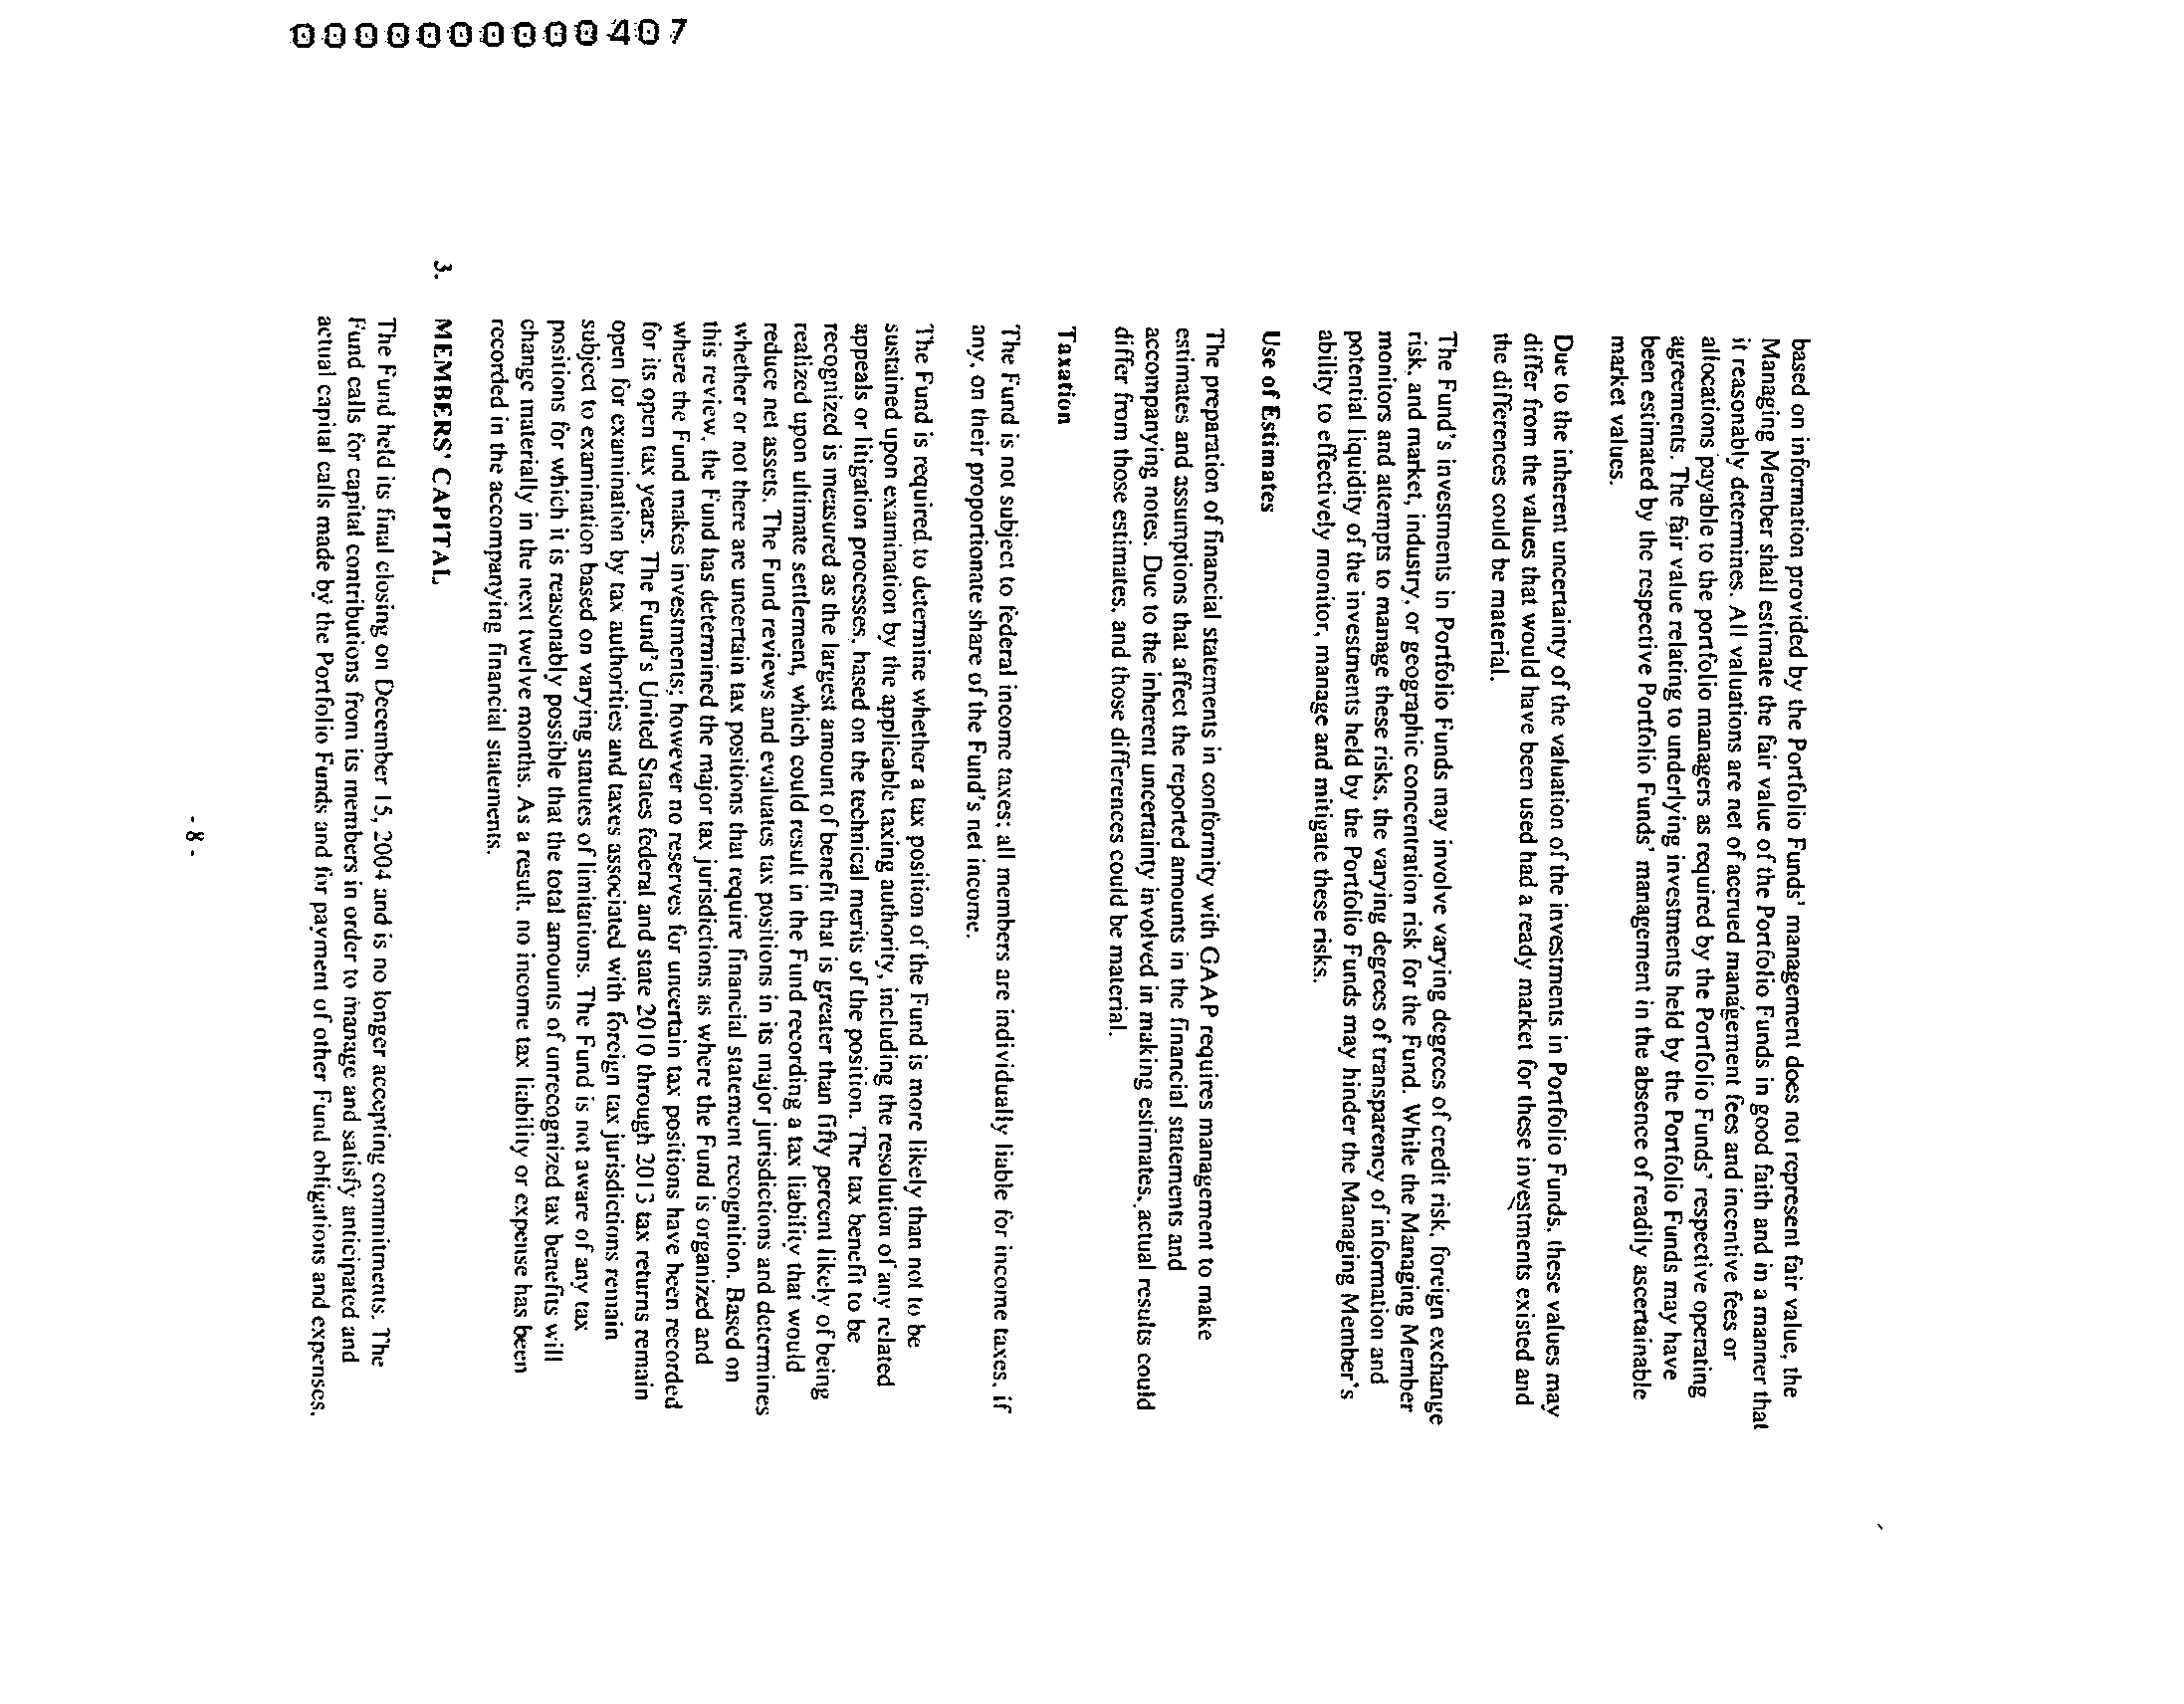 0000000000407
based on information provided by the Portfolio Funds' management does not represent fair value, the
Managing Member shall estimate the fair value of the Portfolio Funds in good faith and in a manner that
it reasonably determines. All valuations are net of accrued management fees and incentive fees or
allocations payable to the portfolio managers as required by the Portfolio Funds' respective operating
agreements. The fair value relating to underlying investments held by the Portfolio Funds may have
been estimated by the respective Portfolio Funds' management in the absence of readily ascertainable
market values.
Due to the inherent uncertainty of the valuation of the investments in Portfolio Funds, these values may
differ from the values that would have been used had a ready market for these investments existed and
the differences could be material.
The Fund's investments in Portfolio Funds may involve varying degrees of credit risk, foreign exchange
risk, and market, industry, or geographic concentration risk for the Fund. While the Managing Member
monitors and attempts to manage these risks, the varying degrees of transparency of information and
potential liquidity of the investments held by the Portfolio Funds may hinder the Managing Member's
ability to effectively monitor, manage and mitigate these risks.
Use of Estimates
The preparation of financial statements in conformity with GAAP requires management to make
estimates and assumptions that affect the reported amounts in the financial statements and
accompanying notes. Due to the inherent uncertainty involved in making estimates, actual results could
differ from those estimates, and those differences could be material.
Taxation
The Fund is not subject to federal income taxes; all members are individually liable for income taxes, if
any, on their proportionate share of the Fund's net income.
The Fund is required to determine whether a tax position of the Fund is more likely than not to be
sustained upon examination by the applicable taxing authority, including the resolution of any related
appeals or litigation processes, based on the technical merits of the position. The tax benefit to be
recognized is measured as the largest amount of benefit that is greater than fifty percent likely of being
realized upon ultimate settlement, which could result in the Fund recording a tax liability that would
reduce net assets. The Fund reviews and evaluates tax positions in its major jurisdictions and determines
whether or not there are uncertain tax positions that require financial statement recognition. Based on
this review, the Fund has determined the major tax jurisdictions as where the Fund is organized and
where the Fund makes investments; however no reserves for uncertain tax positions have been recorded
for its open tax years. The Fund's United States federal and state 2010 through 2013 tax returns remain
open for examination by tax authorities and taxes associated with foreign tax jurisdictions remain
subject to examination based on varying statutes of limitations. The Fund is not aware of any tax
positions for which it is reasonably possible that the total amounts of unrecognized tax benefits will
change materially in the next twelve months. As a result, no income tax liability or expense has been
recorded in the accompanying financial statements.
3. MEMBERS' CAPITAL
The Fund held its final closing on December 15, 2004 and is no longer accepting commitments. The
Fund calls for capital contributions from its members in order to manage and satisfy anticipated and
actual capital calls made by the Portfolio Funds and for payment of other Fund obligations and expenses.
- 8 -